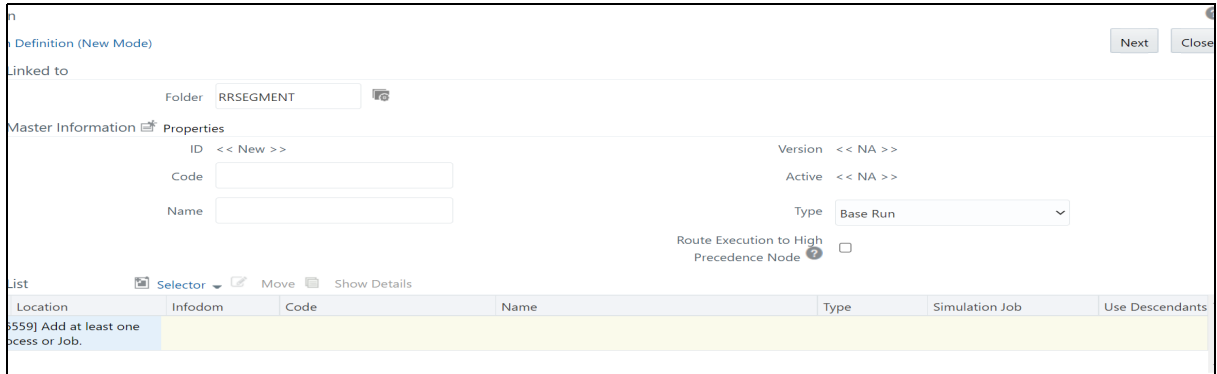 n
n Definition (New Mode)
Next Close
Linked to
Folder RRSEGMENT
Master Information Properties
ID << New >> Version << NA >>
Code Active << NA >>
Name Type Base Run
Route Execution to High
Precedence Node ?
List Selector Move Show Details
Location Infodom Code Name Type Simulation Job Use Descendants
5559] Add at least one
ocess or Job.